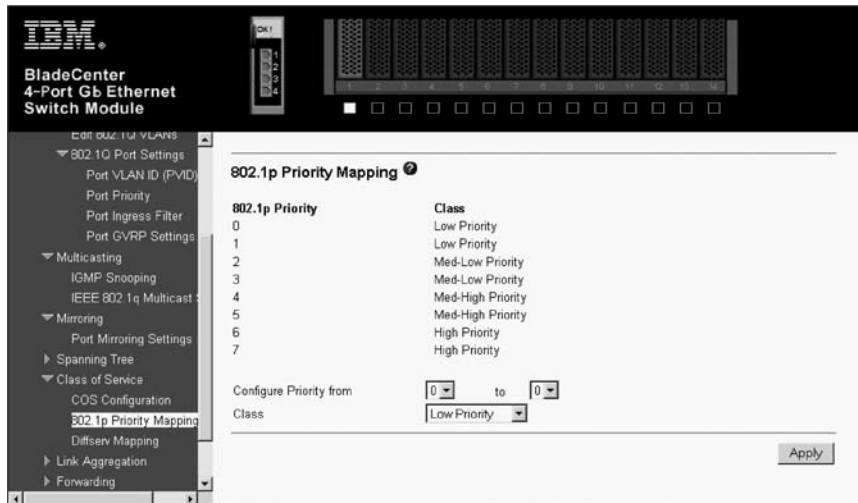 IBM.
OK!
1
2
3
4
BladeCenter
4-Port Gb Ethernet
Switch Module
1 2 3 4 5 6 7 8 9 10 11 12 13 14
Edit 802.1Q VLANs
802.1Q Port Settings
Port VLAN ID (PVID)
Port Priority
Port Ingress Filter
Port GVRP Settings
Multicasting
IGMP Snooping
IEEE 802.1q Multicast
Mirroring
Port Mirroring Settings
Spanning Tree
Class of Service
COS Configuration
802.1p Priority Mapping
Diffserv Mapping
Link Aggregation
Forwarding
802.1p Priority Mapping ?
802.1p Priority Class
0 Low Priority
1 Low Priority
2 Med-Low Priority
3 Med-Low Priority
4 Med-High Priority
5 Med-High Priority
6 High Priority
7 High Priority
Configure Priority from 0 to 0
Class Low Priority
Apply